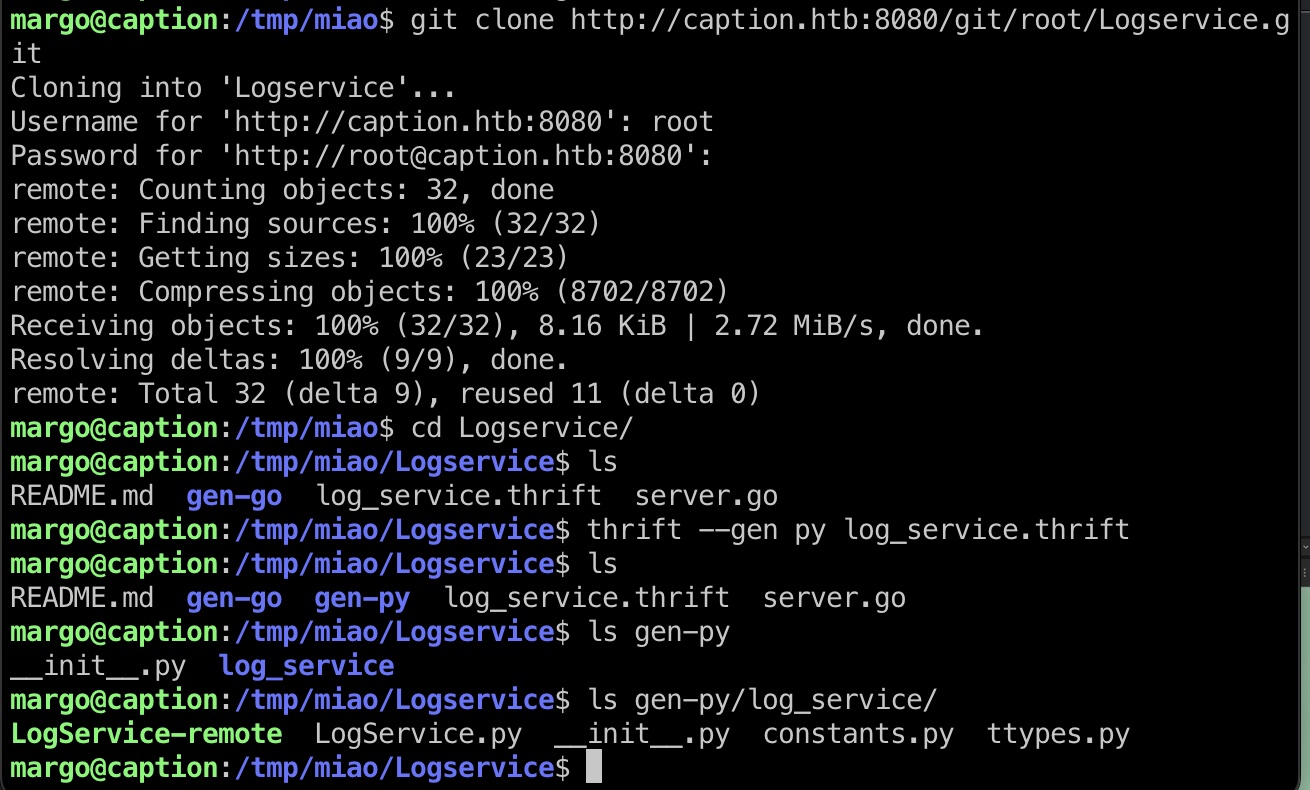 margo@caption:/tmp/miao$ git clone http://caption.htb:8080/git/root/Logservice.g
it
Cloning into 'Logservice'...
Username for 'http://caption.htb:8080': root
Password for 'http://root@caption.htb:8080':
remote: Counting objects: 32, done
remote: Finding sources: 100% (32/32)
remote: Getting sizes: 100% (23/23)
remote: Compressing objects: 100% (8702/8702)
Receiving objects: 100% (32/32), 8.16 KiB | 2.72 MiB/s, done.
Resolving deltas: 100% (9/9), done.
remote: Total 32 (delta 9), reused 11 (delta 0)
margo@caption:/tmp/miao$ cd Logservice/
margo@caption:/tmp/miao/Logservice$ ls
README.md  gen-go  log_service.thrift  server.go
margo@caption:/tmp/miao/Logservice$ thrift --gen py log_service.thrift
margo@caption:/tmp/miao/Logservice$ ls
README.md  gen-go  gen-py  log_service.thrift  server.go
margo@caption:/tmp/miao/Logservice$ ls gen-py
__init__.py  log_service
margo@caption:/tmp/miao/Logservice$ ls gen-py/log_service/
LogService-remote  LogService.py  __init__.py  constants.py  ttypes.py
margo@caption:/tmp/miao/Logservice$